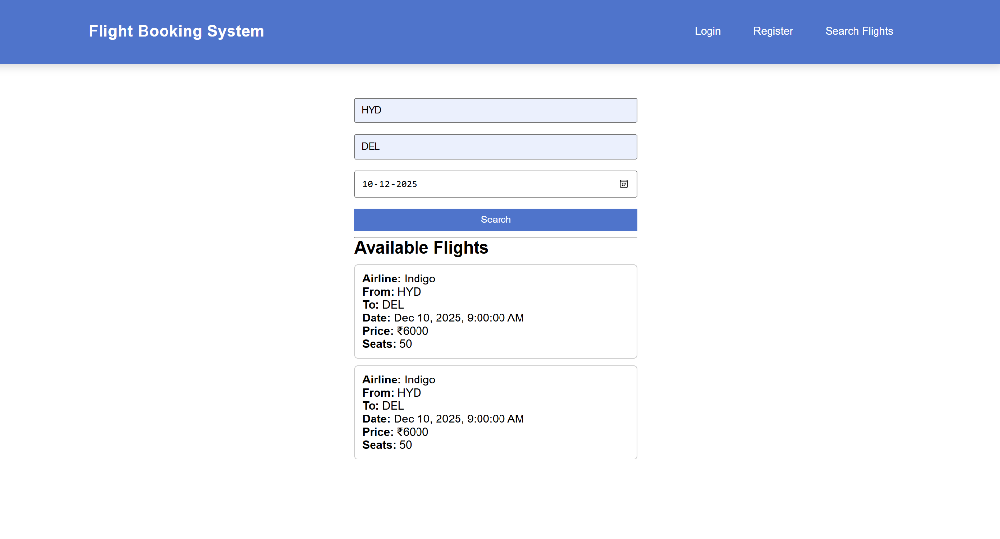 Flight Booking System
Login
Register
Search Flights
HYD
DEL
10-12-2025
Search
Available Flights
Airline: Indigo
From: HYD
To: DEL
Date: Dec 10, 2025, 9:00:00 AM
Price: ₹6000
Seats: 50
Airline: Indigo
From: HYD
To: DEL
Date: Dec 10, 2025, 9:00:00 AM
Price: ₹6000
Seats: 50